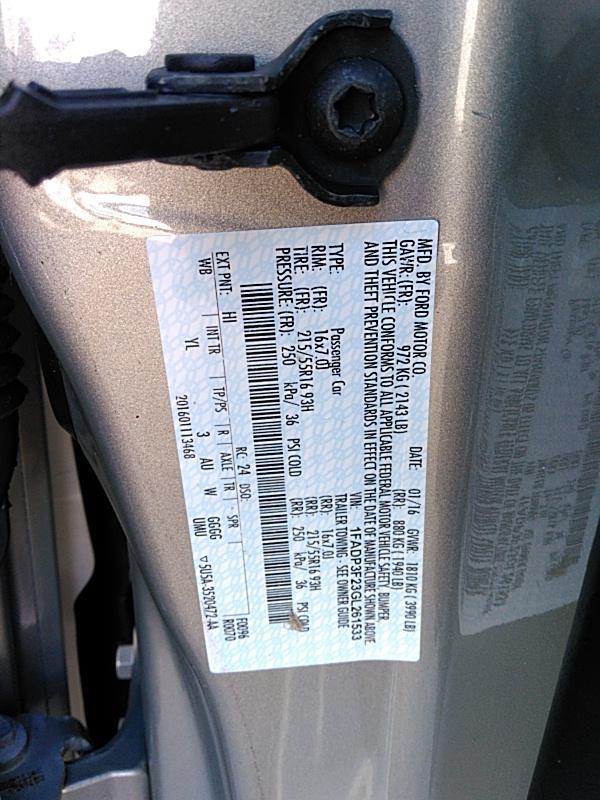 MFD. BY FORD MOTOR CO.
DATE: 01/16 GVWR: 1810 KG ( 3990 LB)
GAWR: (FR): 972 KG ( 2143 LB) (RR): 880 KG ( 1940 LB)
THIS VEHICLE CONFORMS TO ALL APPLICABLE FEDERAL MOTOR VEHICLE SAFETY, BUMPER
AND THEFT PREVENTION STANDARDS IN EFFECT ON THE DATE OF MANUFACTURE SHOWN ABOVE.
VIN: 1FADP3F23GL261533
TYPE: Passenger Car TRAILER TOWING - SEE OWNER GUIDE
RIM: (FR): 16x7.0J (RR): 16x7.0J
TIRE: (FR): 215/55R16 93H (RR): 215/55R16 93H
PRESSURE: (FR): 250 kPa/ 36 PSI COLD (RR): 250 kPa/ 36 PSI COLD
EXT PNT: HI RC: 24 DSO: F0096
R0070
WB INT TR TP/PS R AXLE TR SPR
YL 3 AU W GGGG
UMU
20160113468 ▽5U5A-3520472-AA